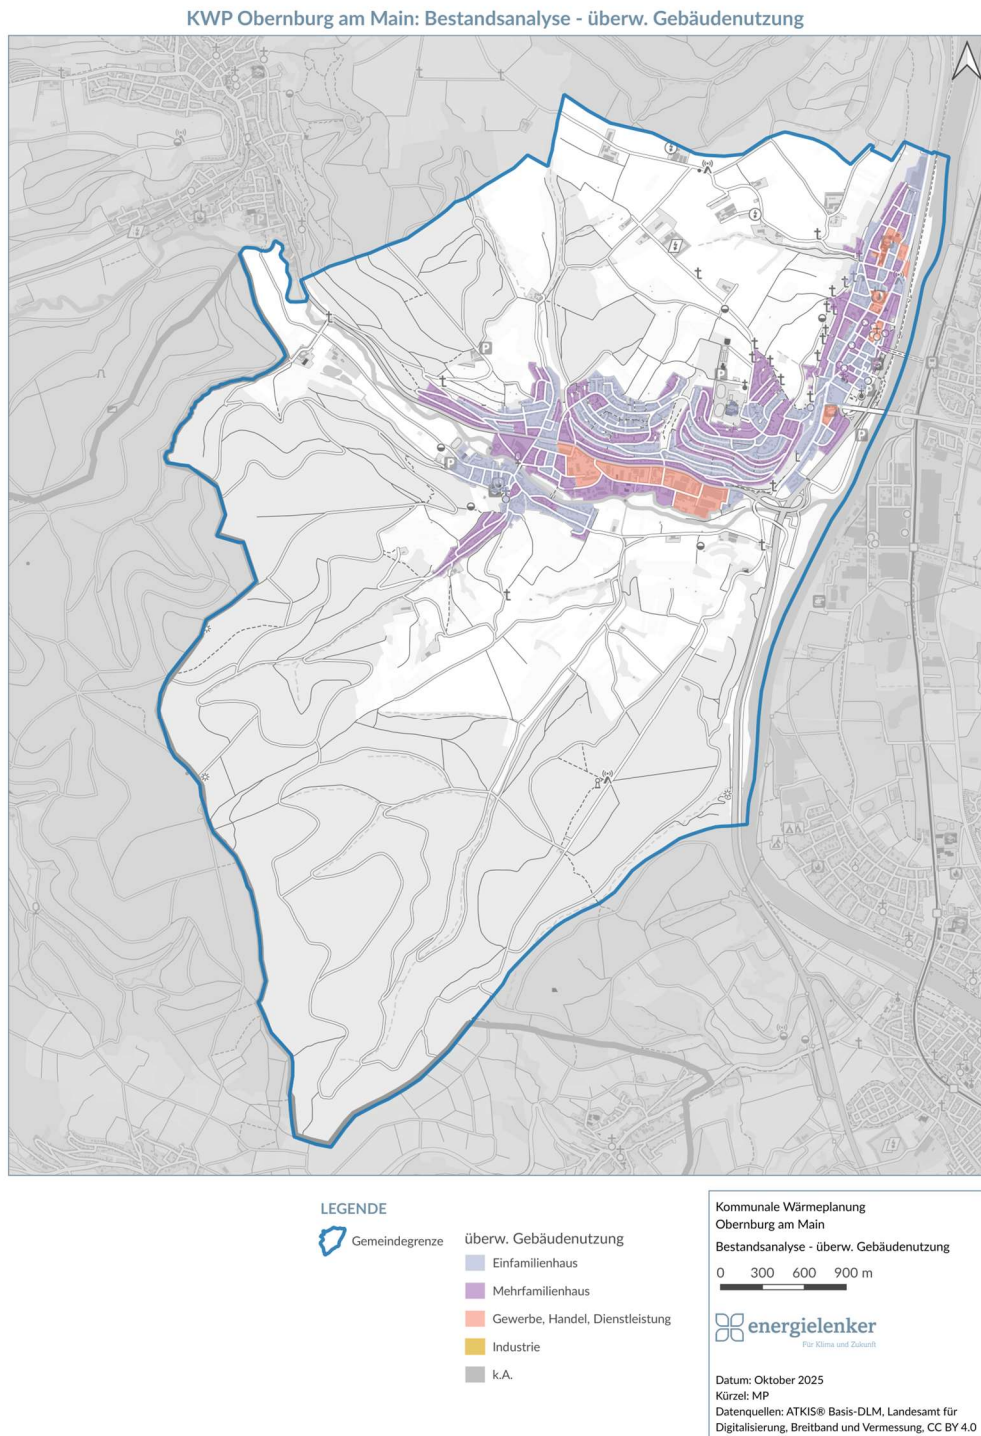 KWP Obernburg am Main: Bestandsanalyse - überw. Gebäudenutzung
LEGENDE
Gemeindegrenze
überw. Gebäudenutzung
Einfamilienhaus
Mehrfamilienhaus
Gewerbe, Handel, Dienstleistung
Industrie
k.A.
Kommunale Wärmeplanung
Obernburg am Main
Bestandsanalyse - überw. Gebäudenutzung
0 300 600 900 m
energielenker
Für Klima und Zukunft
Datum: Oktober 2025
Kürzel: MP
Datenquellen: ATKIS® Basis-DLM, Landesamt für
Digitalisierung, Breitband und Vermessung, CC BY 4.0